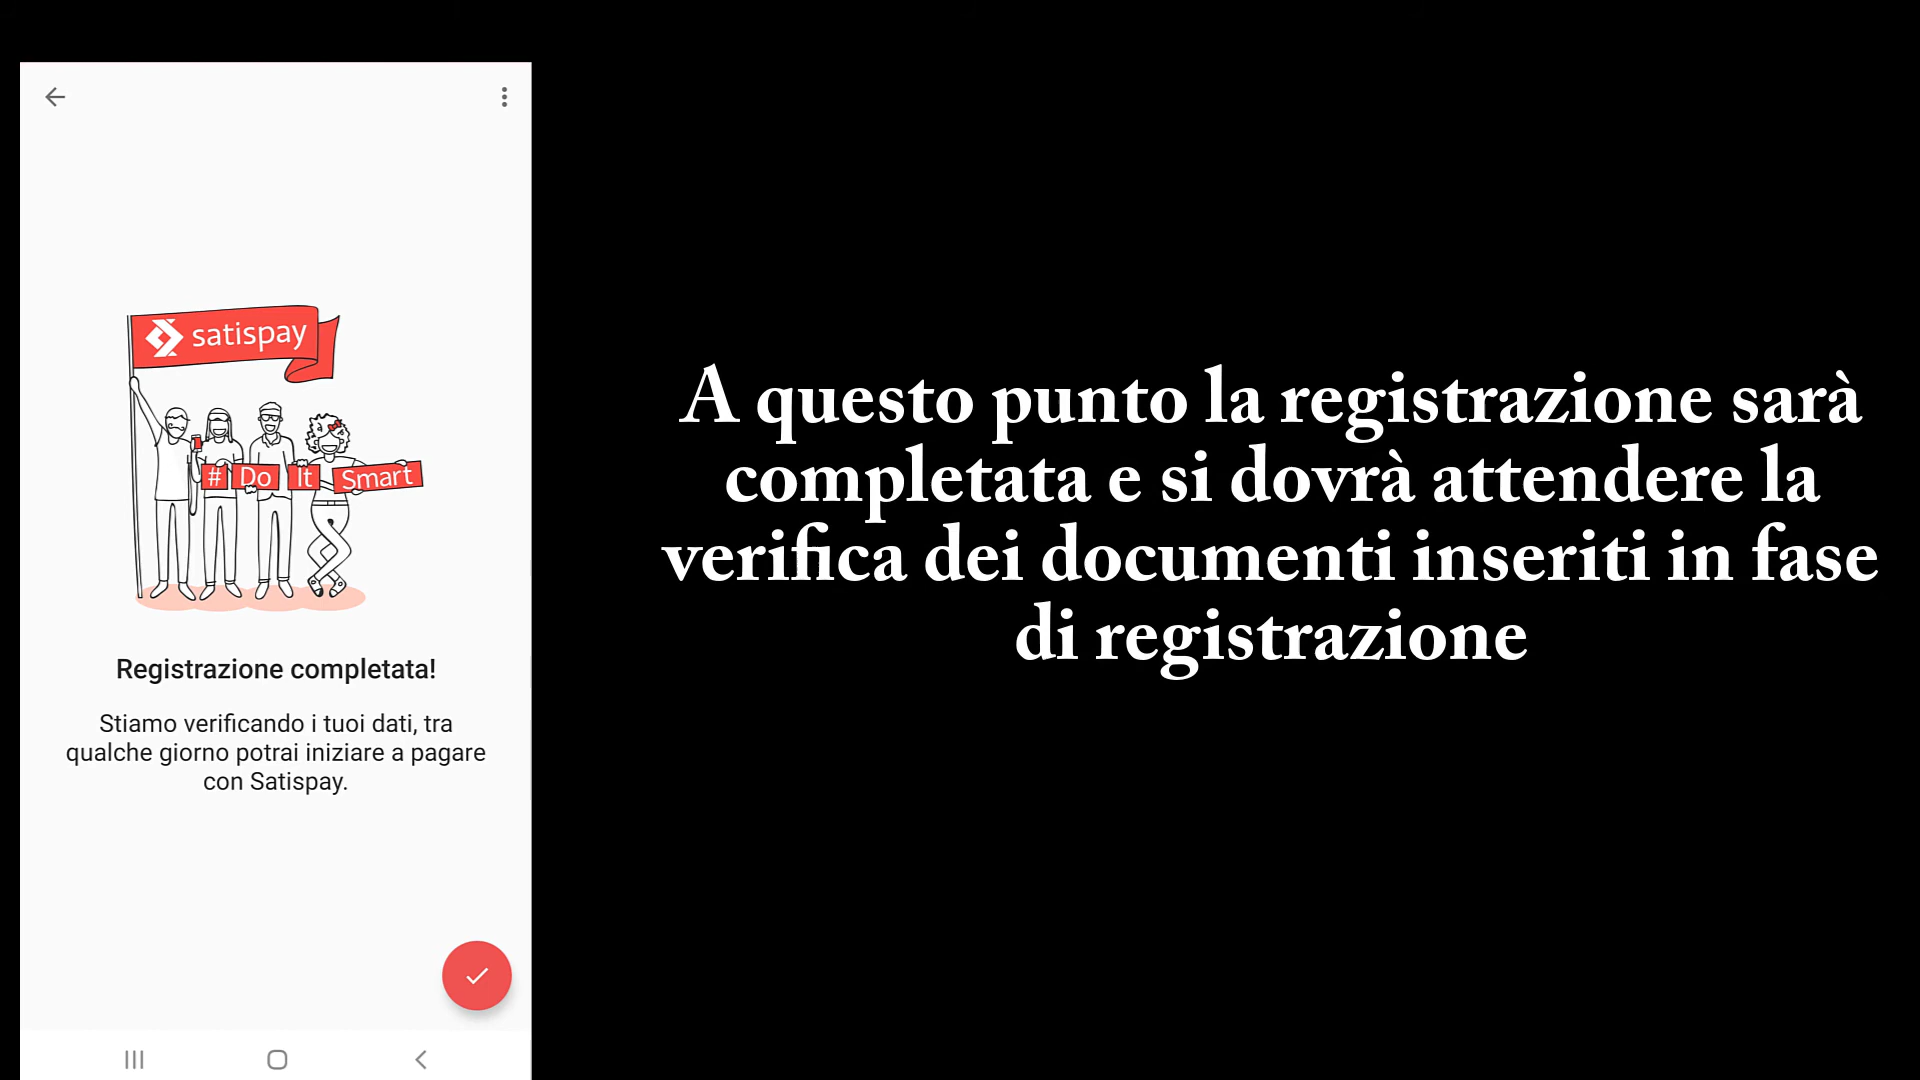 satispay
# Do It Smart
Registrazione completata!
Stiamo verificando i tuoi dati, tra
qualche giorno potrai iniziare a pagare
con Satispay.
A questo punto la registrazione sarà
completata e si dovrà attendere la
verifica dei documenti inseriti in fase
di registrazione